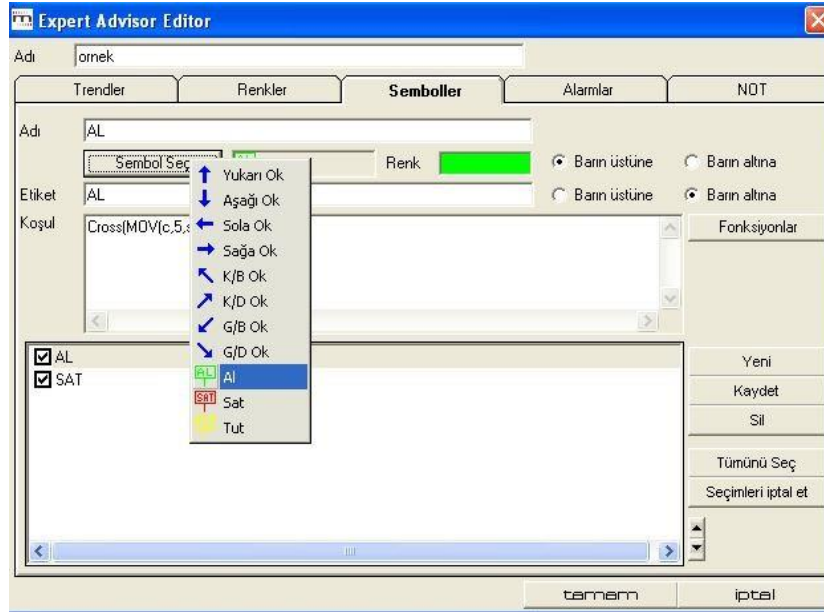 Expert Advisor Editor
Adı ornek
Trendler Renkler Semboller Alarmlar NOT
Adı AL
Sembol Seç AL Renk Barın üstüne Barın altına
Etiket AL Barın üstüne Barın altına
Koşul Cross(MOV(c,5,s Fonksiyonlar
Yukarı Ok
Aşağı Ok
Sola Ok
Sağa Ok
K/B Ok
K/D Ok
G/B Ok
G/D Ok
AL Al
SAT Sat
Tut
AL
SAT
Yeni
Kaydet
Sil
Tümünü Seç
Seçimleri iptal et
tamam iptal